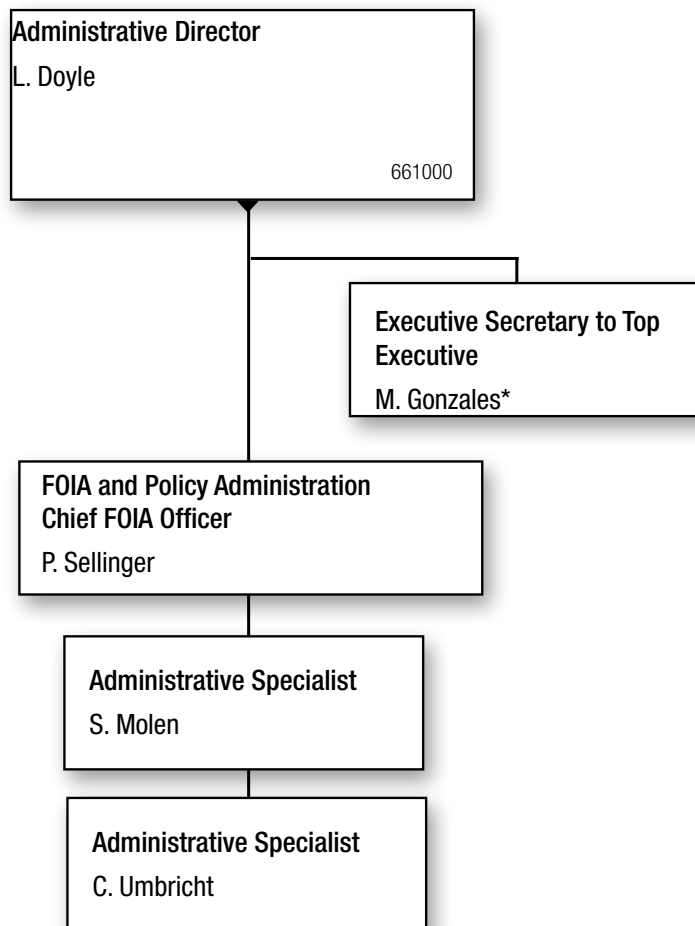 Administrative Director
L. Doyle
661000
Executive Secretary to Top
Executive
M. Gonzales*
FOIA and Policy Administration
Chief FOIA Officer
P. Sellinger
Administrative Specialist
S. Molen
Administrative Specialist
C. Umbricht